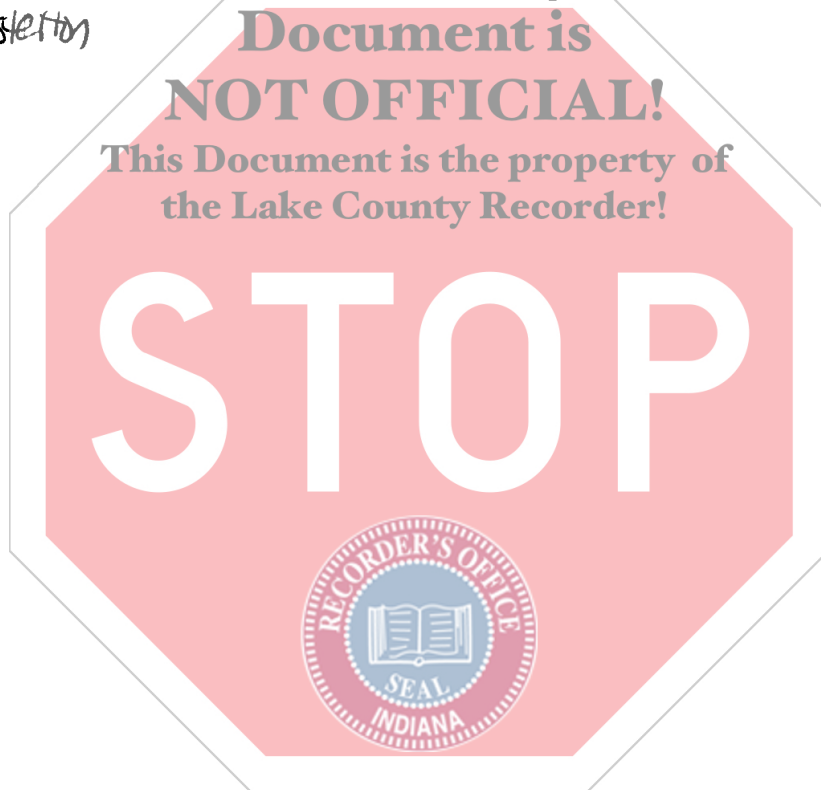 Document is
NOT OFFICIAL!
This Document is the property of
the Lake County Recorder!
STOP
RECORDER'S OFFICE
SEAL
INDIANA